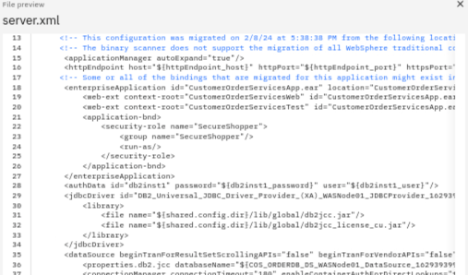 File preview
server.xml
13 <!-- This configuration was migrated on 2/8/24 at 5:38:38 PM from the following locati
14 <!-- The binary scanner does not support the migration of all WebSphere traditional co
15 <applicationManager autoExpand="true"/>
16 <httpEndpoint host="${httpEndpoint_host}" httpPort="${httpEndpoint_port}" httpsPort=
17 <!-- Some or all of the bindings that are migrated for this application might exist in
18 <enterpriseApplication id="CustomerOrderServicesApp.ear" location="CustomerOrderServi
19 <web-ext context-root="CustomerOrderServicesWeb" id="CustomerOrderServicesApp.ear
20 <web-ext context-root="CustomerOrderServicesTest" id="CustomerOrderServicesApp.ea
21 <application-bnd>
22 <security-role name="SecureShopper">
23 <group name="SecureShopper"/>
24 <run-as/>
25 </security-role>
26 </application-bnd>
27 </enterpriseApplication>
28 <authData id="db2inst1" password="${db2inst1_password}" user="${db2inst1_user}"/>
29 <jdbcDriver id="DB2_Universal_JDBC_Driver_Provider_(XA)_WASNode01_JDBCProvider_162939
30 <library>
31 <file name="${shared.config.dir}/lib/global/db2jcc.jar"/>
32 <file name="${shared.config.dir}/lib/global/db2jcc_license_cu.jar"/>
33 </library>
34 </jdbcDriver>
35 <dataSource beginTranForResultSetScrollingAPIs="false" beginTranForVendorAPIs="false"
36 <properties.db2.jcc databaseName="${COS_ORDERDB_DS_WASNode01_DataSource_162939395
37 <connectionManager connectionTimeout="180"